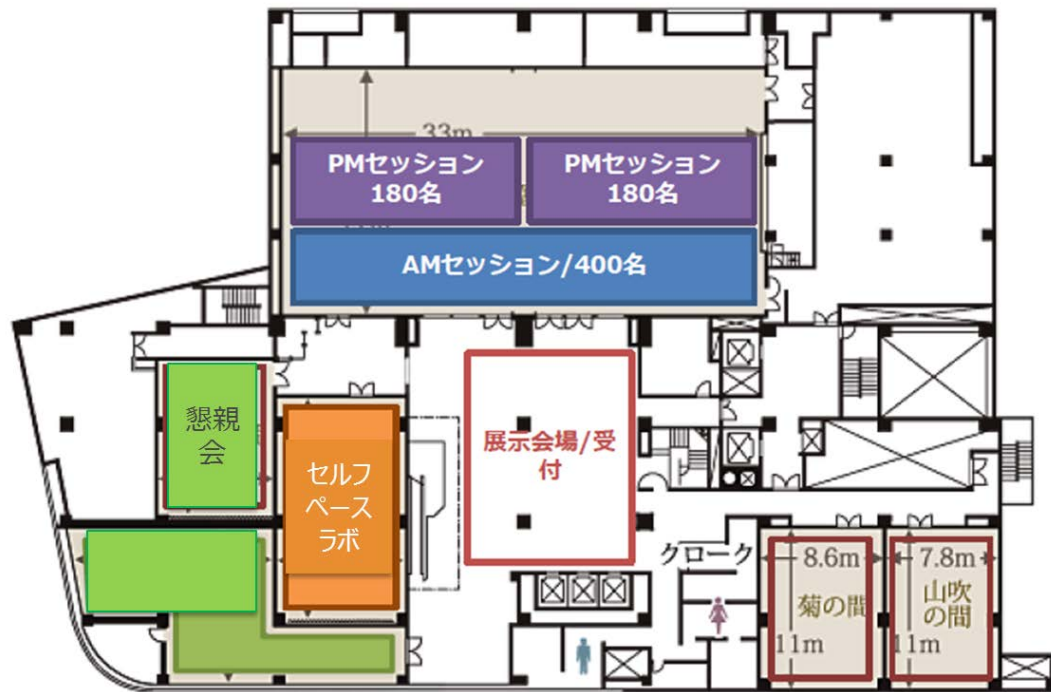 33m
PMセッション
180名
PMセッション
180名
AMセッション/400名
懇親
会
セルフ
ペース
ラボ
展示会場/受
付
クローク
8.6m
菊の間
11m
7.8m
山吹
の間
11m